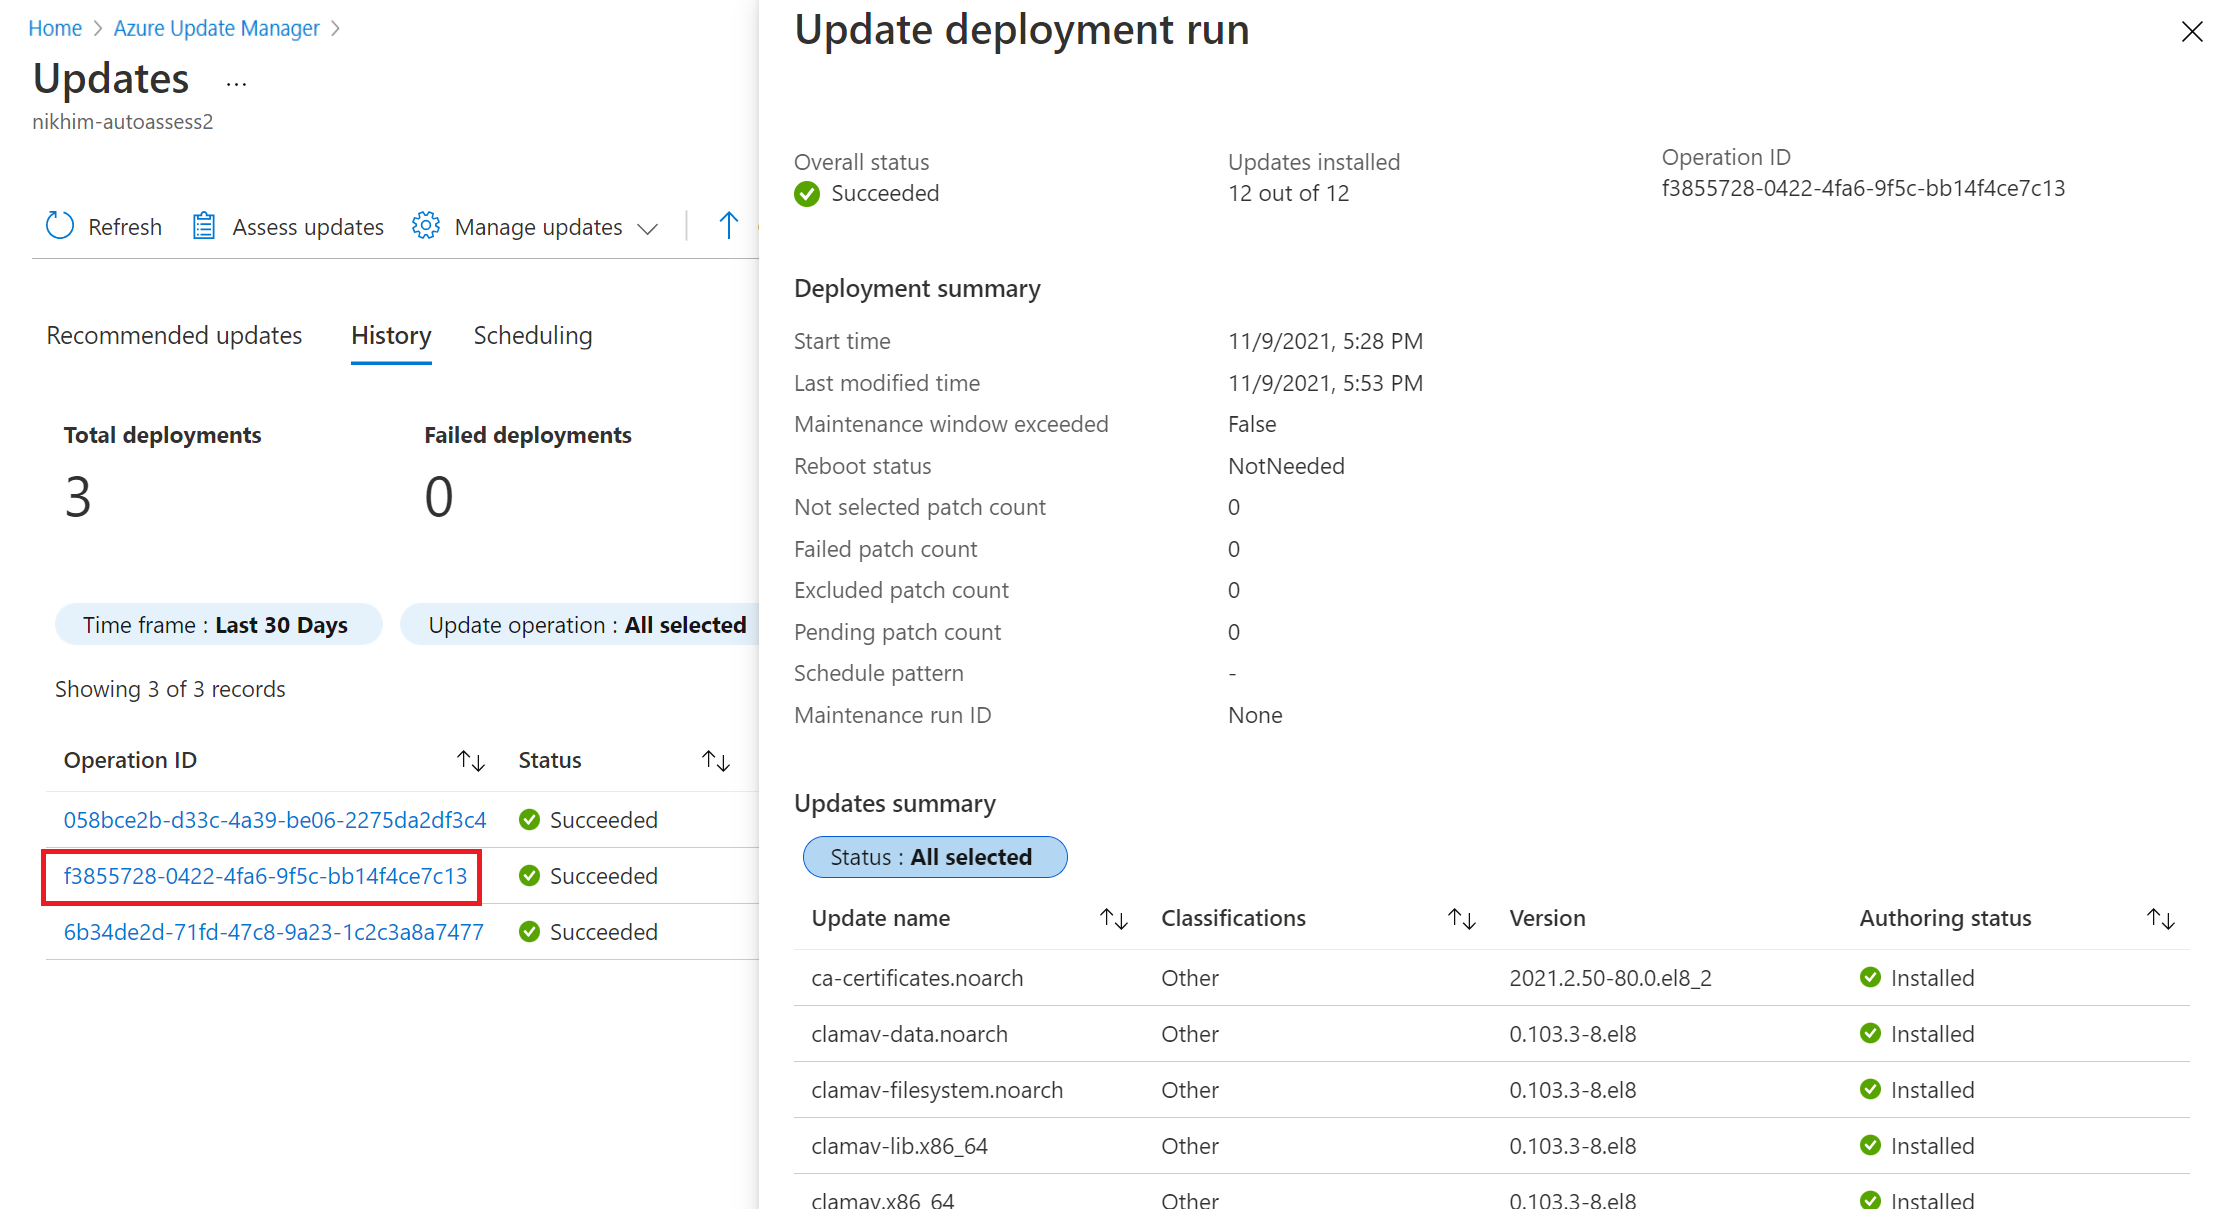 Home > Azure Update Manager >
Updates ...
nikhim-autoassess2
Refresh Assess updates Manage updates
Recommended updates History Scheduling
Total deployments Failed deployments
3 0
Time frame : Last 30 Days Update operation : All selected
Showing 3 of 3 records
Operation ID Status
058bce2b-d33c-4a39-be06-2275da2df3c4 Succeeded
f3855728-0422-4fa6-9f5c-bb14f4ce7c13 Succeeded
6b34de2d-71fd-47c8-9a23-1c2c3a8a7477 Succeeded
Update deployment run
Overall status Updates installed Operation ID
Succeeded 12 out of 12 f3855728-0422-4fa6-9f5c-bb14f4ce7c13
Deployment summary
Start time 11/9/2021, 5:28 PM
Last modified time 11/9/2021, 5:53 PM
Maintenance window exceeded False
Reboot status NotNeeded
Not selected patch count 0
Failed patch count 0
Excluded patch count 0
Pending patch count 0
Schedule pattern -
Maintenance run ID None
Updates summary
Status : All selected
Update name Classifications Version Authoring status
ca-certificates.noarch Other 2021.2.50-80.0.el8_2 Installed
clamav-data.noarch Other 0.103.3-8.el8 Installed
clamav-filesystem.noarch Other 0.103.3-8.el8 Installed
clamav-lib.x86_64 Other 0.103.3-8.el8 Installed
clamav.x86_64 Other 0.103.3-8.el8 Installed